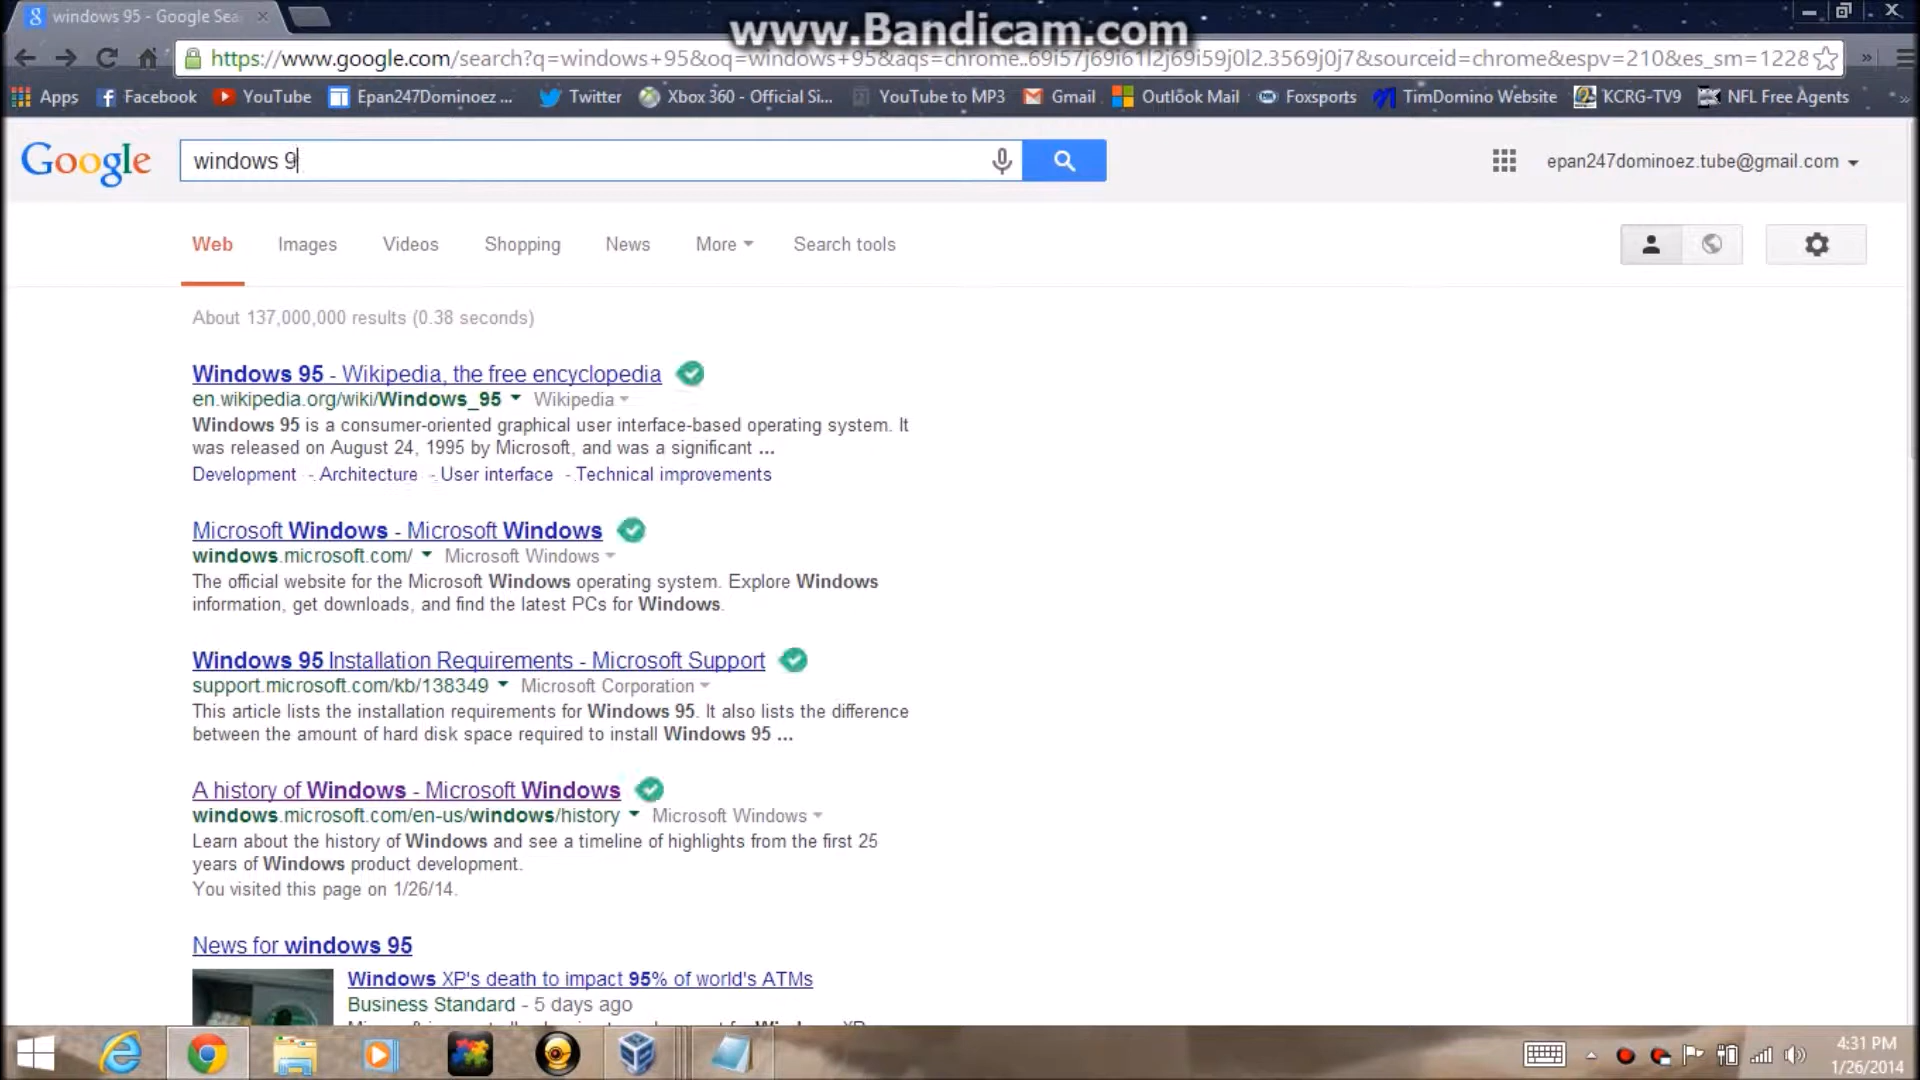 windows 95 - Google Sea
www.Bandicam.com
https://www.google.com/search?q=windows+95&oq=windows+95&aqs=chrome..69i57j69i61l2j69i59j0l2.3569j0j7&sourceid=chrome&espv=210&es_sm=1228
Apps Facebook YouTube Epan247Dominoez ... Twitter Xbox 360 - Official Si... YouTube to MP3 Gmail Outlook Mail Foxsports TimDomino Website KCRG-TV9 NFL Free Agents
Google windows 9 epan247dominoez.tube@gmail.com
Web Images Videos Shopping News More Search tools
About 137,000,000 results (0.38 seconds)
Windows 95 - Wikipedia, the free encyclopedia
en.wikipedia.org/wiki/Windows_95 Wikipedia
Windows 95 is a consumer-oriented graphical user interface-based operating system. It
was released on August 24, 1995 by Microsoft, and was a significant ...
Development - Architecture - User interface - Technical improvements
Microsoft Windows - Microsoft Windows
windows.microsoft.com/ Microsoft Windows
The official website for the Microsoft Windows operating system. Explore Windows
information, get downloads, and find the latest PCs for Windows.
Windows 95 Installation Requirements - Microsoft Support
support.microsoft.com/kb/138349 Microsoft Corporation
This article lists the installation requirements for Windows 95. It also lists the difference
between the amount of hard disk space required to install Windows 95 ...
A history of Windows - Microsoft Windows
windows.microsoft.com/en-us/windows/history Microsoft Windows
Learn about the history of Windows and see a timeline of highlights from the first 25
years of Windows product development.
You visited this page on 1/26/14.
News for windows 95
Windows XP's death to impact 95% of world's ATMs
Business Standard - 5 days ago
4:31 PM
1/26/2014